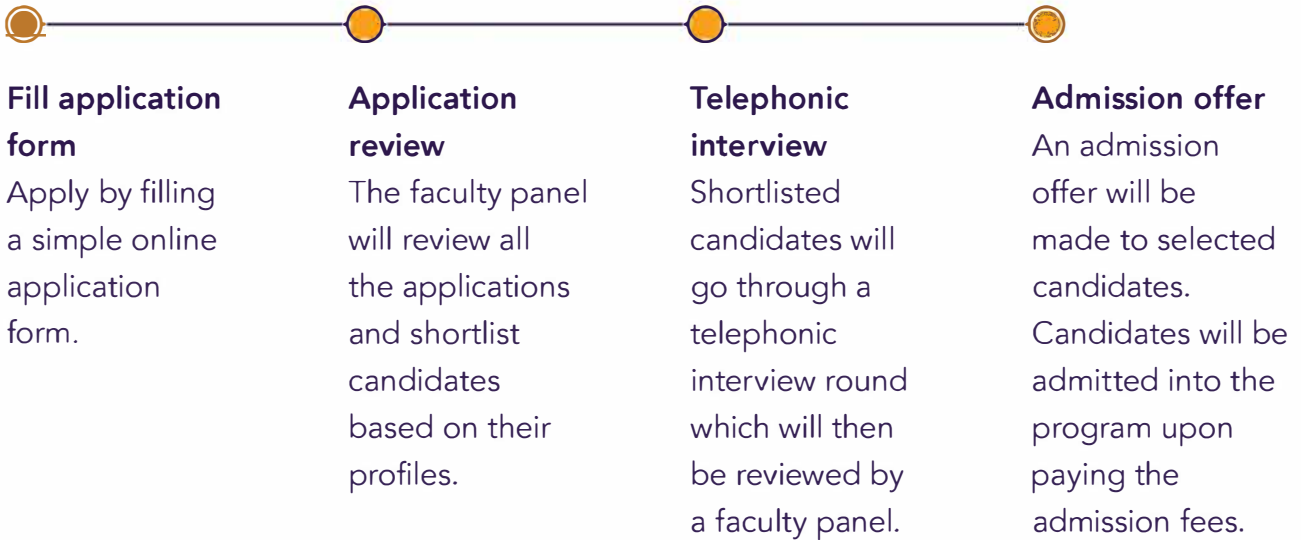 Fill application
form
Apply by filling
a simple online
application
form.
Application
review
The faculty panel
will review all
the applications
and shortlist
candidates
based on their
profiles.
Telephonic
interview
Shortlisted
candidates will
go through a
telephonic
interview round
which will then
be reviewed by
a faculty panel.
Admission offer
An admission
offer will be
made to selected
candidates.
Candidates will be
admitted into the
program upon
paying the
admission fees.